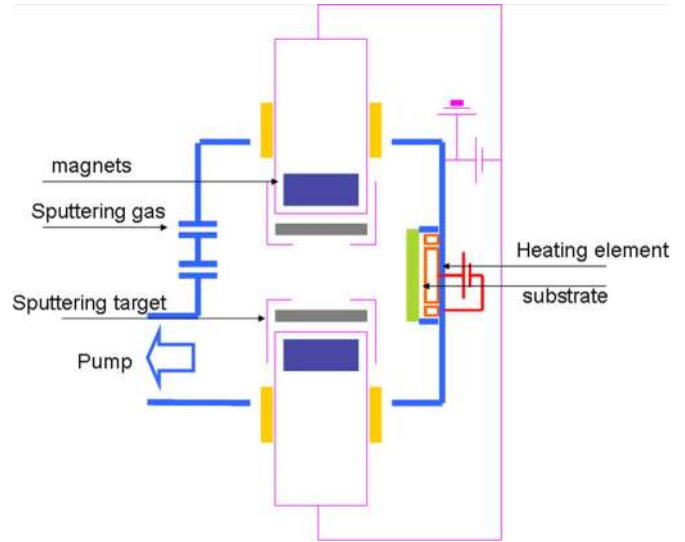 magnets
Sputtering gas
Heating element
substrate
Sputtering target
Pump